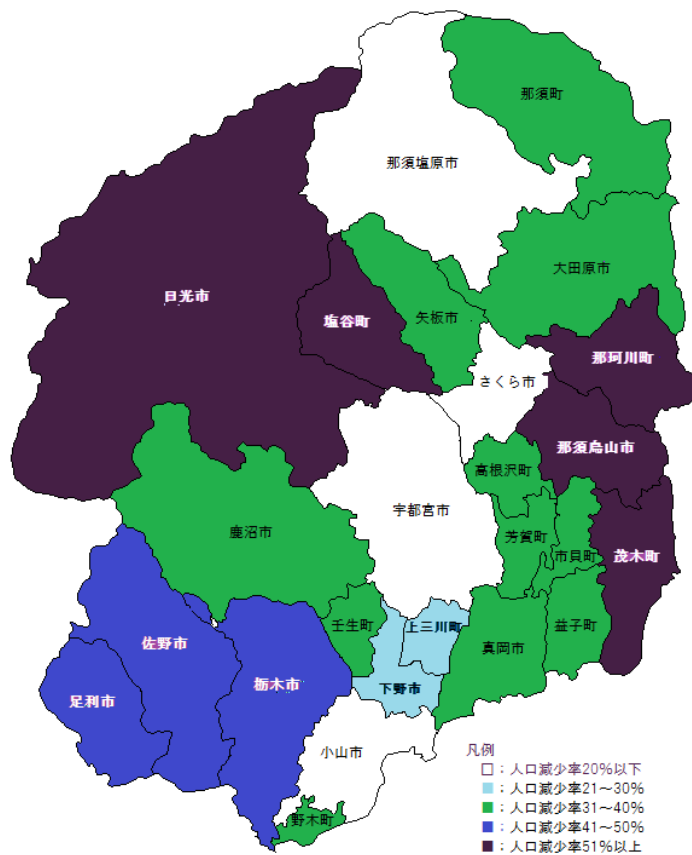 那須町
那須塩原市
大田原市
日光市
塩谷町
矢板市
那珂川町
さくら市
那須烏山市
高根沢町
宇都宮市
鹿沼市
芳賀町
市貝町
茂木町
壬生町
上三川町
益子町
佐野市
真岡市
栃木市
下野市
足利市
小山市
野木町
凡例
□：人口減少率20%以下
■：人口減少率21～30%
■：人口減少率31～40%
■：人口減少率41～50%
■：人口減少率51%以上